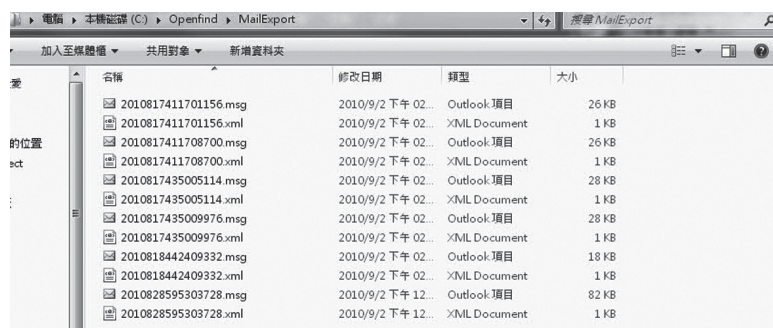 電腦 ▸ 本機磁碟 (C:) ▸ Openfind ▸ MailExport 搜尋 MailExport
加入至媒體櫃 共用對象 新增資料夾
名稱 修改日期 類型 大小
愛
2010817411701156.msg 2010/9/2 下午 02... Outlook 項目 26 KB
2010817411701156.xml 2010/9/2 下午 02... XML Document 1 KB
的位置 2010817411708700.msg 2010/9/2 下午 02... Outlook 項目 26 KB
ect 2010817411708700.xml 2010/9/2 下午 02... XML Document 1 KB
2010817435005114.msg 2010/9/2 下午 02... Outlook 項目 28 KB
2010817435005114.xml 2010/9/2 下午 02... XML Document 1 KB
2010817435009976.msg 2010/9/2 下午 02... Outlook 項目 28 KB
2010817435009976.xml 2010/9/2 下午 02... XML Document 1 KB
2010818442409332.msg 2010/9/2 下午 02... Outlook 項目 18 KB
2010818442409332.xml 2010/9/2 下午 02... XML Document 1 KB
2010828595303728.msg 2010/9/2 下午 12... Outlook 項目 82 KB
2010828595303728.xml 2010/9/2 下午 12... XML Document 1 KB